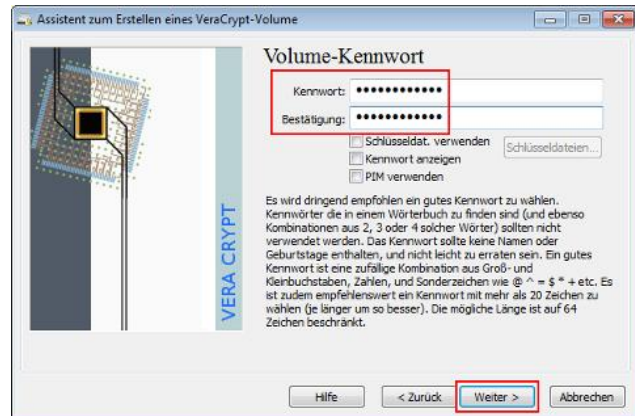 Assistent zum Erstellen eines VeraCrypt-Volume
Volume-Kennwort
Kennwort: ••••••••••••
Bestätigung: ••••••••••••
Schlüsseldat. verwenden
Schlüsseldateien...
Kennwort anzeigen
PIM verwenden
Es wird dringend empfohlen ein gutes Kennwort zu wählen.
Kennwörter die in einem Wörterbuch zu finden sind (und ebenso
Kombinationen aus 2, 3 oder 4 solcher Wörter) sollten nicht
verwendet werden. Das Kennwort sollte keine Namen oder
Geburtstage enthalten, und nicht leicht zu erraten sein. Ein gutes
Kennwort ist eine zufällige Kombination aus Groß- und
Kleinbuchstaben, Zahlen, und Sonderzeichen wie @ ^ = $ * + etc. Es
ist zudem empfehlenswert ein Kennwort mit mehr als 20 Zeichen zu
wählen (je länger um so besser). Die mögliche Länge ist auf 64
Zeichen beschränkt.
VERA CRYPT
Hilfe
< Zurück
Weiter >
Abbrechen